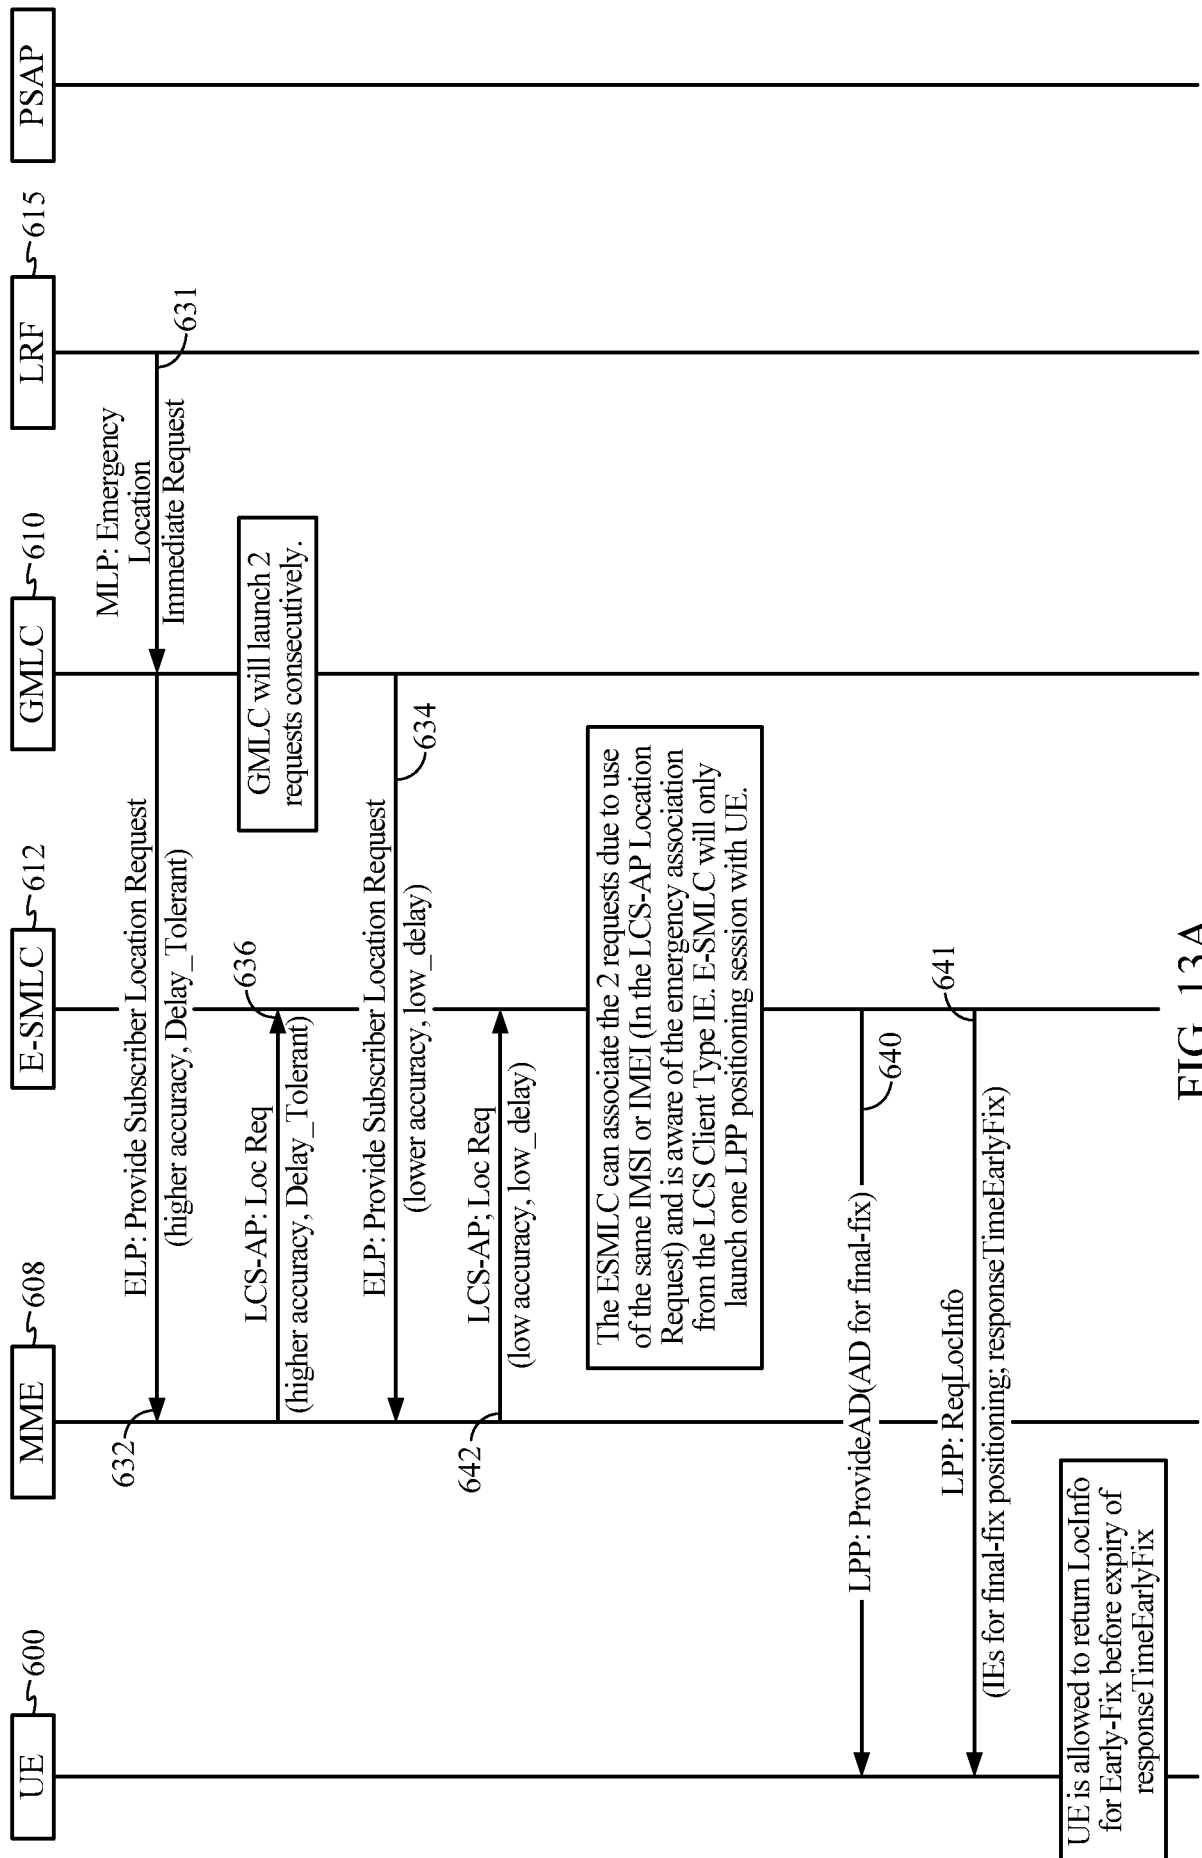 UE
600
MME
608
E-SMLC
612
GMLC
610
LRF
615
PSAP
MLP: Emergency
Location
Immediate Request
631
ELP: Provide Subscriber Location Request
(higher accuracy, Delay_Tolerant)
632
GMLC will launch 2
requests consecutively.
LCS-AP: Loc Req
(higher accuracy, Delay_Tolerant)
636
ELP: Provide Subscriber Location Request
(lower accuracy, low_delay)
634
LCS-AP; Loc Req
(low accuracy, low_delay)
642
The ESMLC can associate the 2 requests due to use
of the same IMSI or IMEI (In the LCS-AP Location
Request) and is aware of the emergency association
from the LCS Client Type IE. E-SMLC will only
launch one LPP positioning session with UE.
LPP: ProvideAD(AD for final-fix)
640
LPP: ReqLocInfo
(IEs for final-fix positioning; responseTimeEarlyFix)
641
UE is allowed to return LocInfo
for Early-Fix before expiry of
responseTimeEarlyFix
FIG. 13A